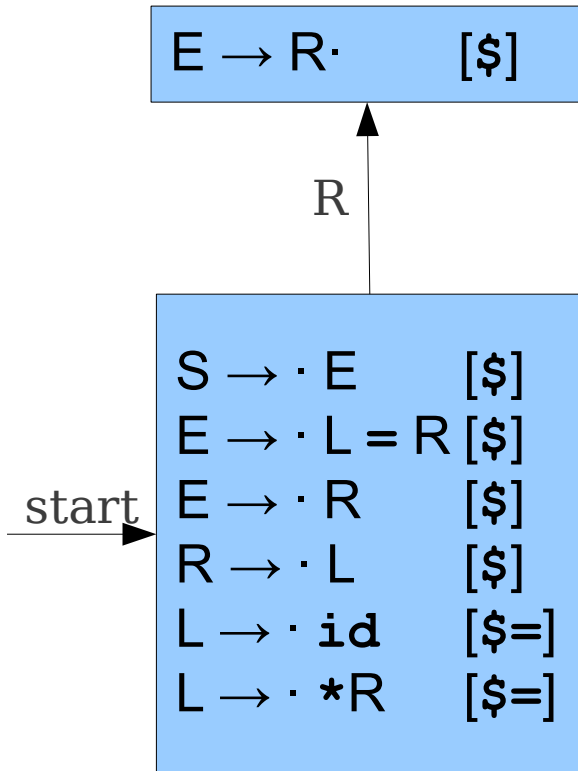 E → R· [$]
R
S → · E [$]
E → · L = R [$]
E → · R [$]
start
R → · L [$]
L → · id [$=]
L → · *R [$=]